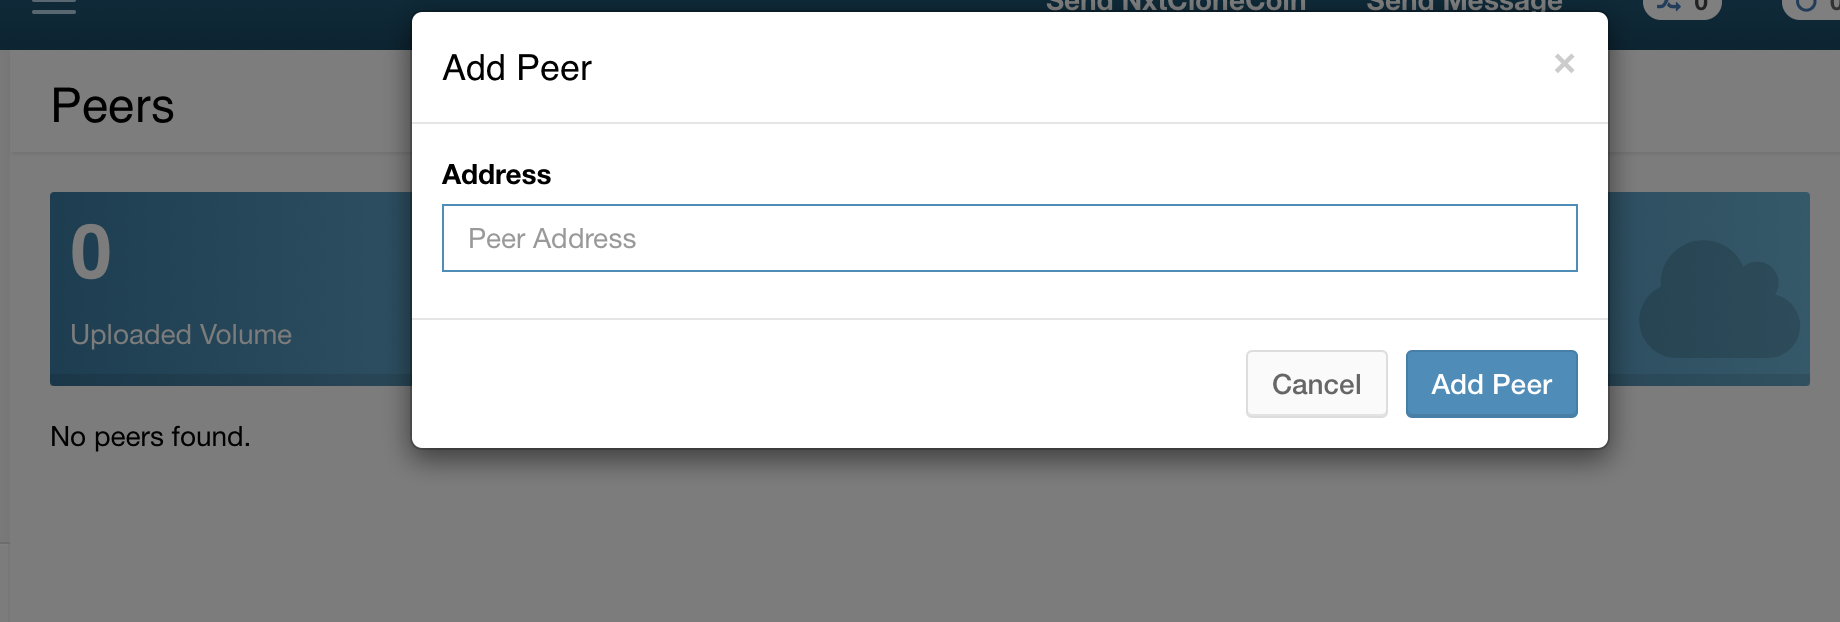 Send NxtCloneCoin
Send Message
0
Add Peer
×
Peers
Address
Peer Address
0
Uploaded Volume
Cancel
Add Peer
No peers found.